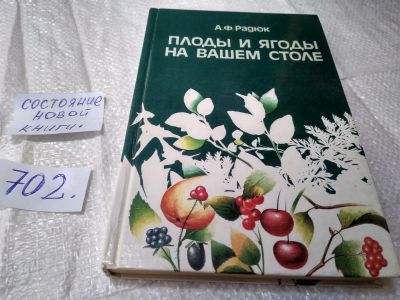 А.Ф.Радюк
ПЛОДЫ И ЯГОДЫ
НА ВАШЕМ СТОЛЕ
состояние
новой
книги.
702.